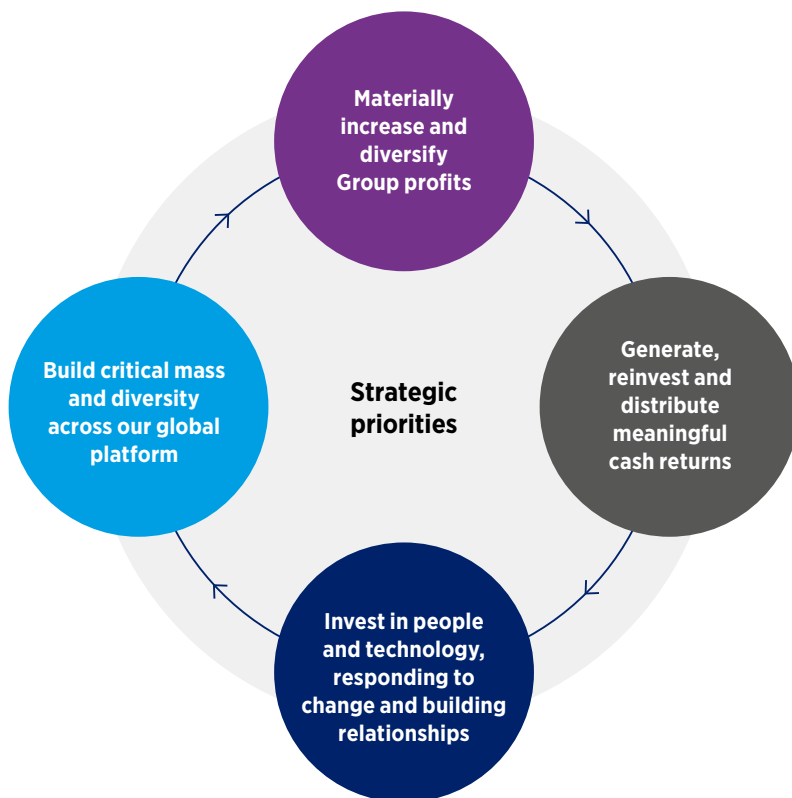 Materially
increase and
diversify
Group profits
Build critical mass
and diversity
across our global
platform
Strategic
priorities
Generate,
reinvest and
distribute
meaningful
cash returns
Invest in people
and technology,
responding to
change and building
relationships